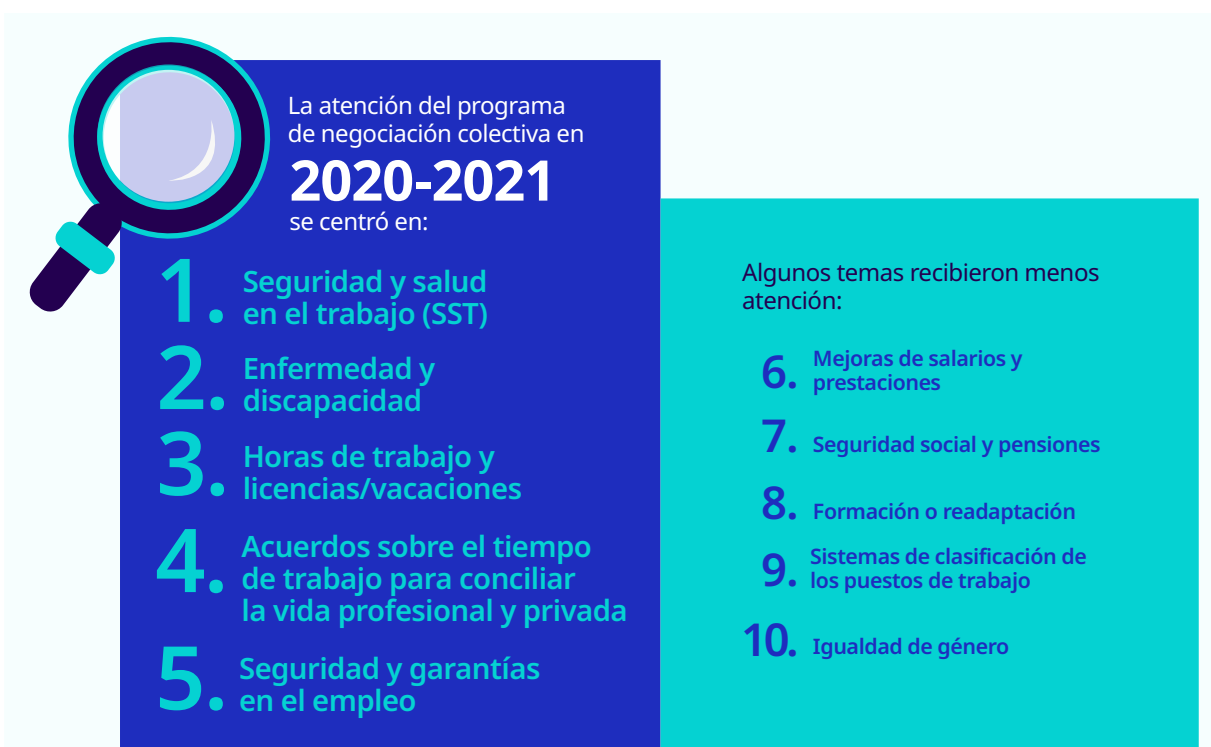 La atención del programa
de negociación colectiva en
2020-2021
se centró en:
1. Seguridad y salud
en el trabajo (SST)
2. Enfermedad y
discapacidad
3. Horas de trabajo y
licencias/vacaciones
4. Acuerdos sobre el tiempo
de trabajo para conciliar
la vida profesional y privada
5. Seguridad y garantías
en el empleo
Algunos temas recibieron menos
atención:
6. Mejoras de salarios y
prestaciones
7. Seguridad social y pensiones
8. Formación o readaptación
9. Sistemas de clasificación de
los puestos de trabajo
10. Igualdad de género